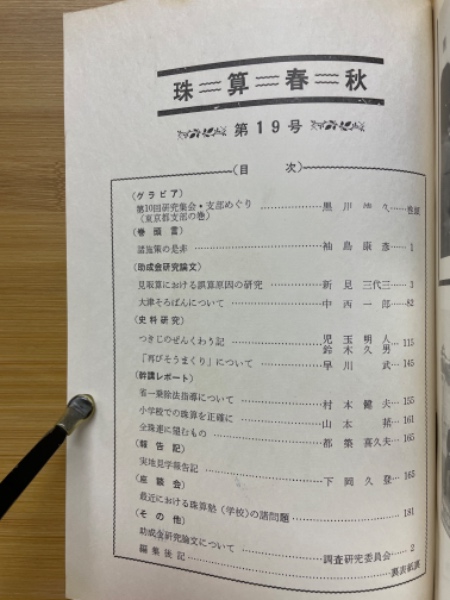 珠＝算＝春＝秋
第19号
（目　次）
（グラビア）
第10回研究集会・支部めぐり……………黒川　久…巻頭
（東京都支部の巻）
（巻頭言）
諸施策の是非……………袖島康彦…1
（助成金研究論文）
見取算における誤算原因の研究……………新見三代三…3
大津そろばんについて……………中西一郎…82
（史料研究）
つきじのぜんくわう記……………児玉明人…115
鈴木久男
「再びそうまくり」について……………早川　武…145
（幹講レポート）
省一乗除法指導について……………村木健夫…155
小学校での珠算を正確に……………山本　…161
全珠連に望むもの……………都築喜久夫…165
（報告記）
実地見学報告記……………下岡久登…165
（座談会）
最近における珠算塾（学校）の諸問題……………181
（その他）
助成金研究論文について……………調査研究委員会…2
編集後記……………裏表紙裏